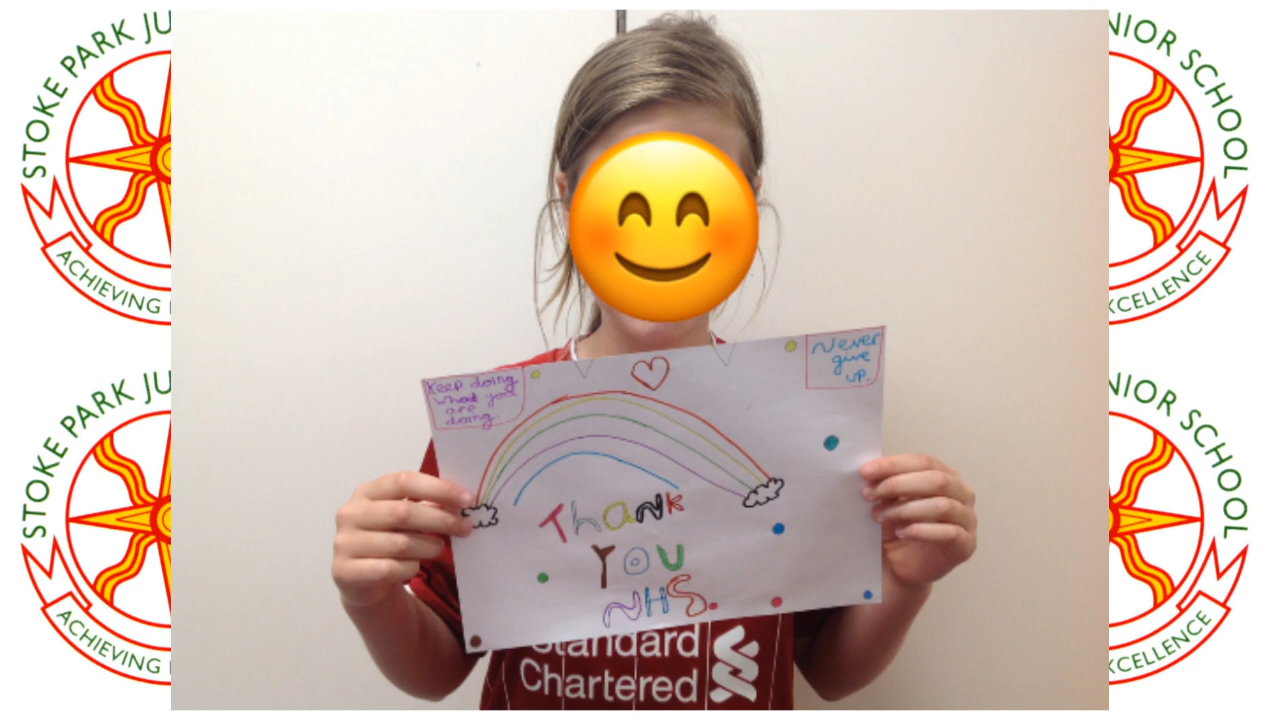 STOKE PARK JU
NIOR SCHOOL
ACHIEVING
XCELLENCE
Keep doing
what you
are
doing.
Never
give
up.
Thank
YOU
NHS.
Standard
Chartered
STOKE PARK JU
NIOR SCHOOL
ACHIEVING
XCELLENCE